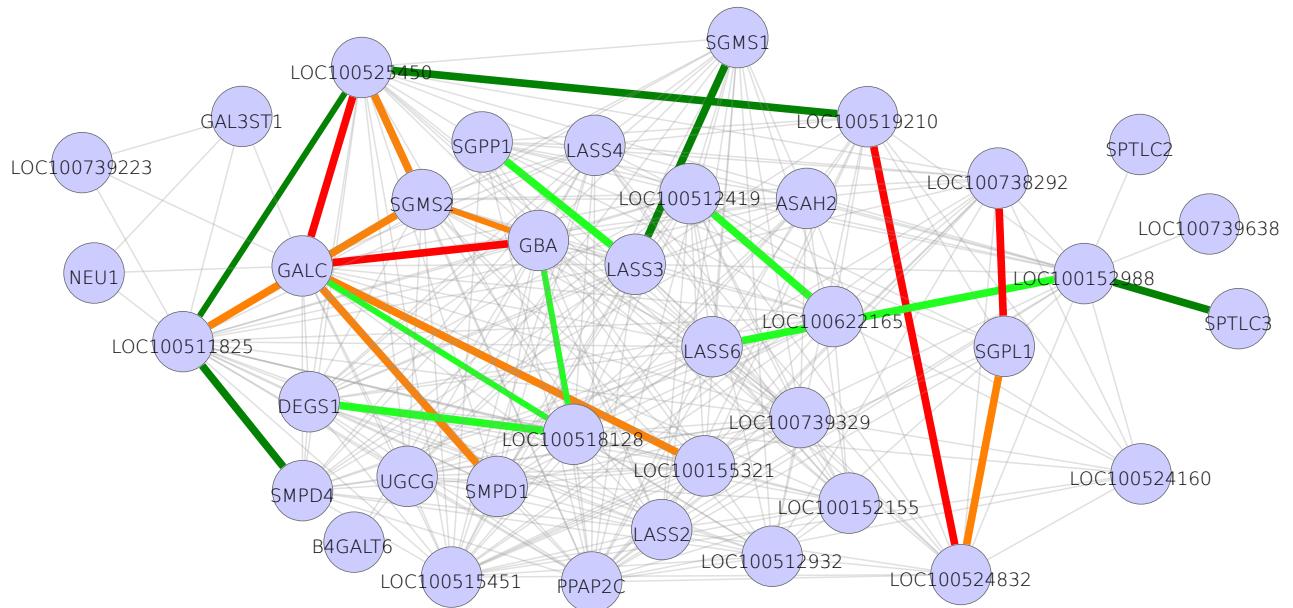 SGMS1
LOC100525450
GAL3ST1
LOC100519210
SGPP1
LASS4
SPTLC2
LOC100739223
LOC100738292
SGMS2
LOC100512419
ASAH2
LOC100739638
GBA
GALC
LASS3
NEU1
LOC100152988
LOC100622165
SPTLC3
LOC100511825
LASS6
SGPL1
DEGS1
LOC100739329
LOC100518128
LOC100155321
UGCG
LOC100524160
SMPD4
SMPD1
LOC100152155
LASS2
B4GALT6
LOC100512932
LOC100515451
PPAP2C
LOC100524832